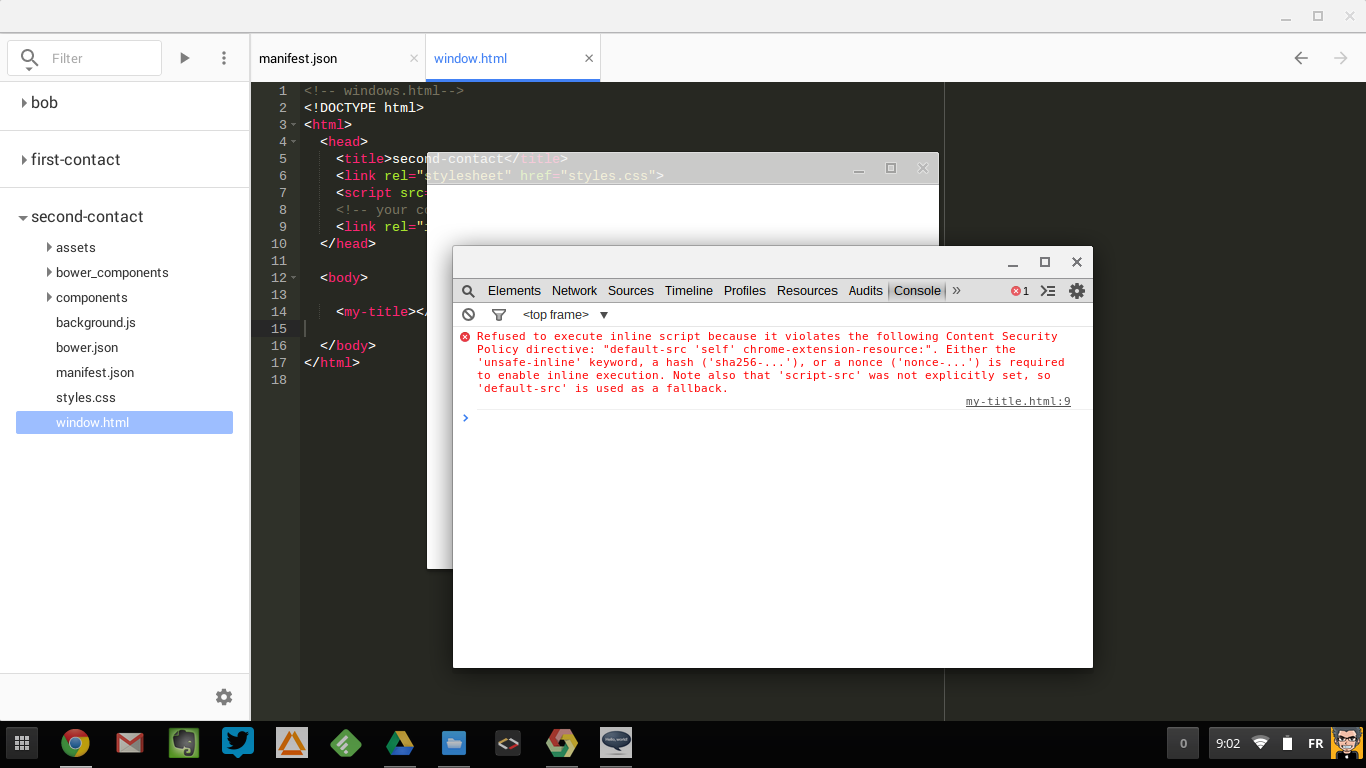 Filter
manifest.json
window.html
bob
first-contact
second-contact
assets
bower_components
components
background.js
bower.json
manifest.json
styles.css
window.html
1 <!-- windows.html-->
2 <!DOCTYPE html>
3 <html>
4 <head>
5 <title>second-contact</title>
6 <link rel="stylesheet" href="styles.css">
7 <script src=
8 <!-- your co
9 <link rel="
10 </head>
11
12 <body>
13
14 <my-title></
15
16 </body>
17 </html>
18
Elements Network Sources Timeline Profiles Resources Audits Console » 1
<top frame> ▼
Refused to execute inline script because it violates the following Content Security
Policy directive: "default-src 'self' chrome-extension-resource:". Either the
'unsafe-inline' keyword, a hash ('sha256-...'), or a nonce ('nonce-...') is required
to enable inline execution. Note also that 'script-src' was not explicitly set, so
'default-src' is used as a fallback.
my-title.html:9
>
Hello, world!
0
9:02 FR